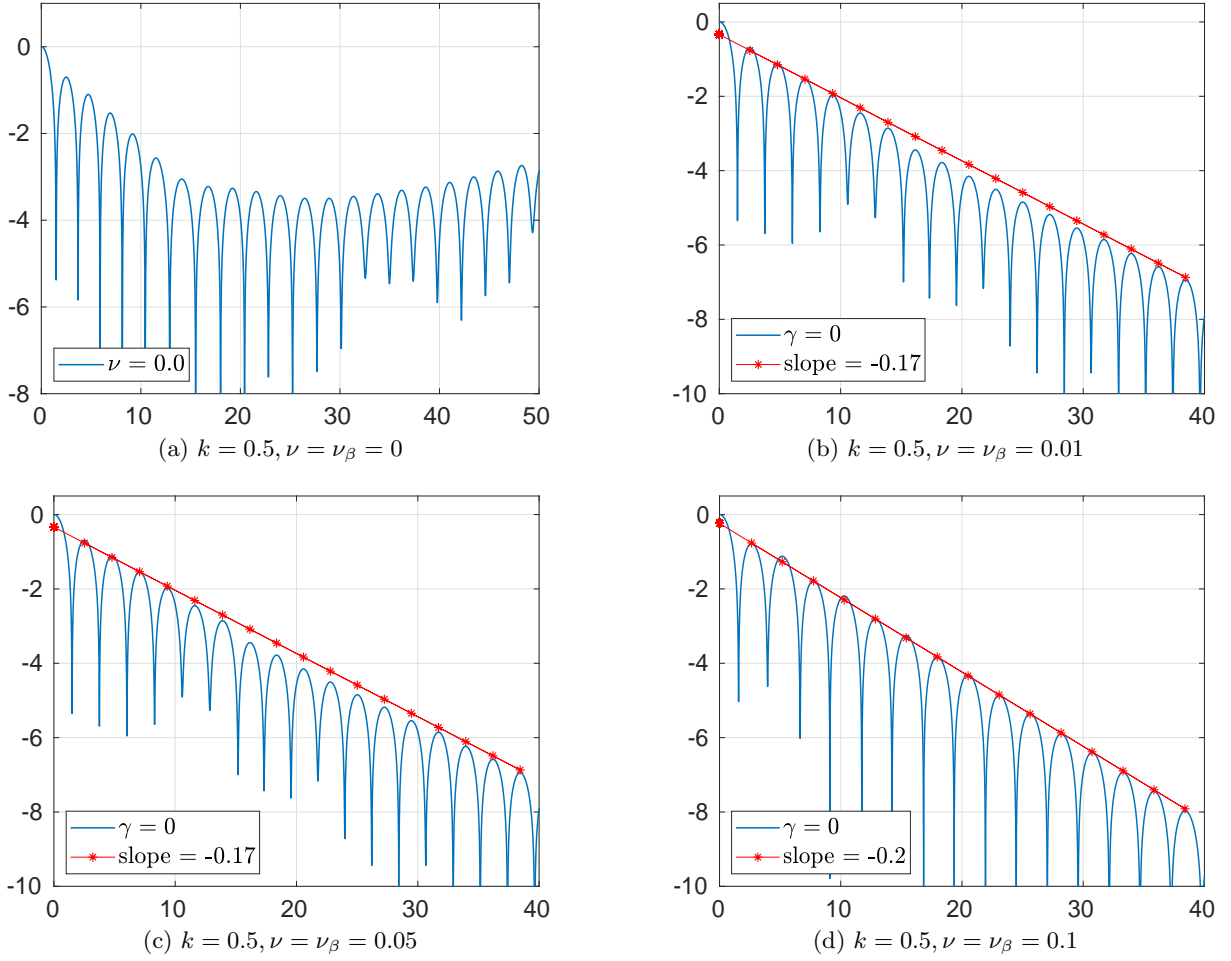 0
-2
-4
-6
-8
ν = 0.0
0 10 20 30 40 50
(a) k = 0.5, ν = ν_β = 0
0
-2
-4
-6
-8
-10
γ = 0
slope = -0.17
0 10 20 30 40
(b) k = 0.5, ν = ν_β = 0.01
0
-2
-4
-6
-8
-10
γ = 0
slope = -0.17
0 10 20 30 40
(c) k = 0.5, ν = ν_β = 0.05
0
-2
-4
-6
-8
-10
γ = 0
slope = -0.2
0 10 20 30 40
(d) k = 0.5, ν = ν_β = 0.1